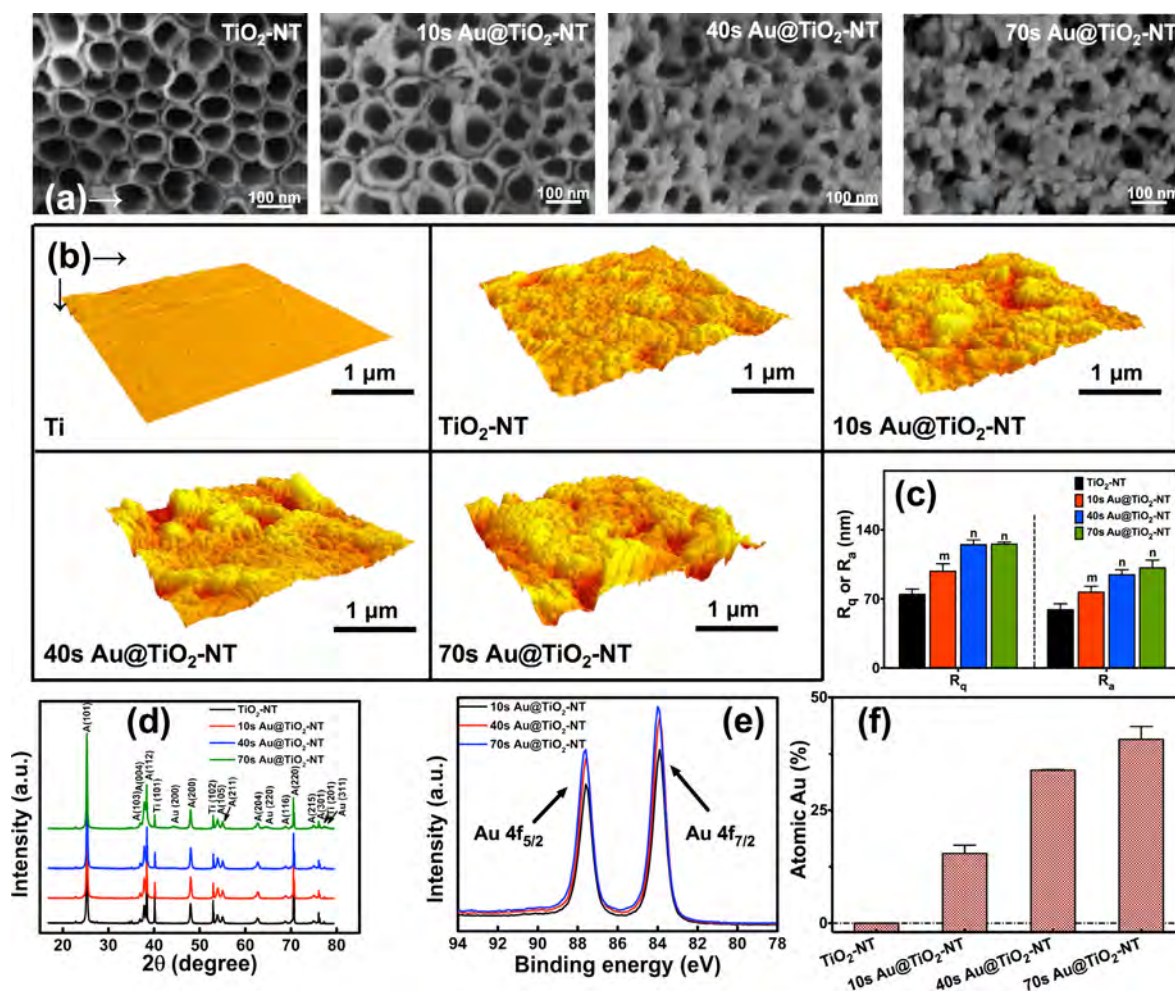 TiO₂-NT
10s Au@TiO₂-NT
40s Au@TiO₂-NT
70s Au@TiO₂-NT
(a)→
100 nm
100 nm
100 nm
100 nm
(b)→
↓
1 μm
Ti
1 μm
TiO₂-NT
1 μm
10s Au@TiO₂-NT
1 μm
40s Au@TiO₂-NT
1 μm
70s Au@TiO₂-NT
(c)
TiO₂-NT
10s Au@TiO₂-NT
40s Au@TiO₂-NT
70s Au@TiO₂-NT
R_q or R_a (nm)
140
70
0
m
n
n
m
n
n
R_q
R_a
(d)
TiO₂-NT
10s Au@TiO₂-NT
40s Au@TiO₂-NT
70s Au@TiO₂-NT
Intensity (a.u.)
A(101)
A(103)
A(004)
A(112)
Ti (101)
Au (200)
A(200)
Ti (102)
A(105)
A(211)
A(204)
Au (220)
A(116)
A(220)
A(215)
A(301)
Ti (201)
Au (311)
20 30 40 50 60 70 80
2θ (degree)
(e)
10s Au@TiO₂-NT
40s Au@TiO₂-NT
70s Au@TiO₂-NT
Intensity (a.u.)
Au 4f₅/₂
Au 4f₇/₂
94 92 90 88 86 84 82 80 78
Binding energy (eV)
(f)
Atomic Au (%)
50
25
0
TiO₂-NT
10s Au@TiO₂-NT
40s Au@TiO₂-NT
70s Au@TiO₂-NT